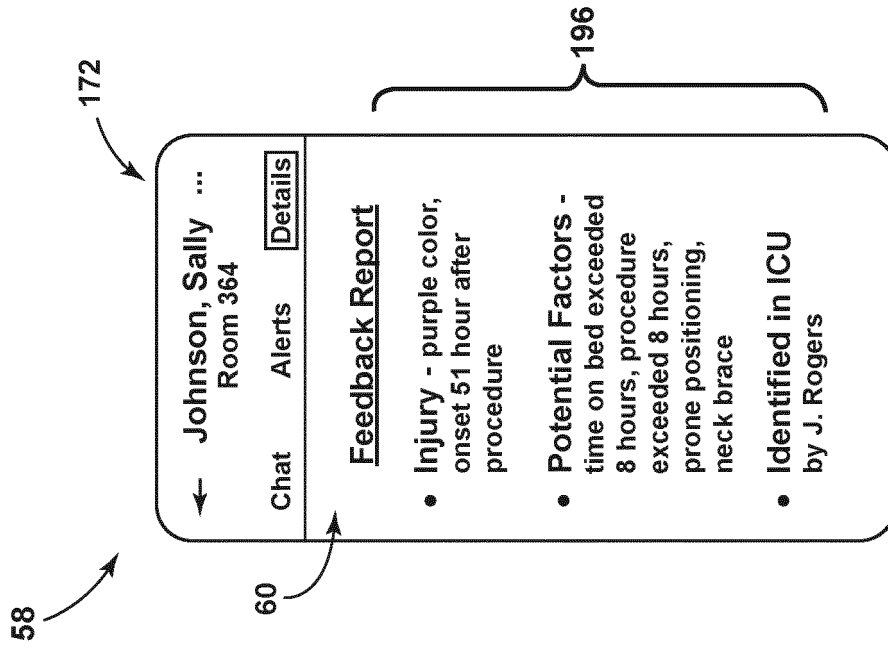 58
172
← Johnson, Sally ...
Room 364
Chat Alerts Details
60
Feedback Report
• Injury - purple color,
onset 51 hour after
procedure
• Potential Factors -
time on bed exceeded
8 hours, procedure
exceeded 8 hours,
prone positioning,
neck brace
• Identified in ICU
by J. Rogers
196